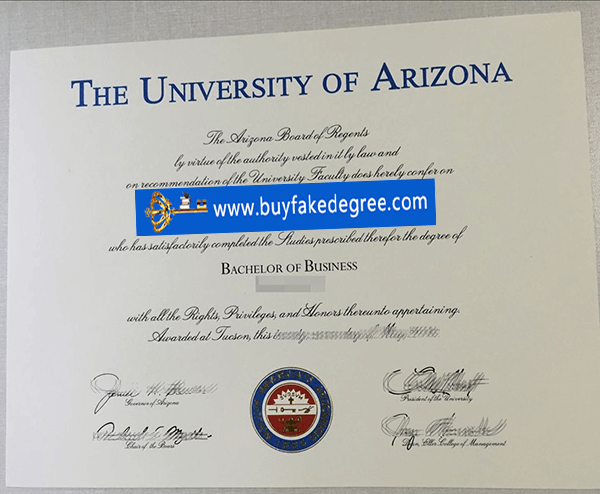 THE UNIVERSITY OF ARIZONA
The Arizona Board of Regents
by virtue of the authority vested in it by law and
on recommendation of the University Faculty does hereby confer on
www.buyfakedegree.com
who has satisfactorily completed the Studies prescribed therefor the degree of
BACHELOR OF BUSINESS
with all the Rights, Privileges, and Honors thereunto appertaining.
Awarded at Tucson, this
Governor of Arizona
President of the University
Chair of the Board
Dean, Eller College of Management